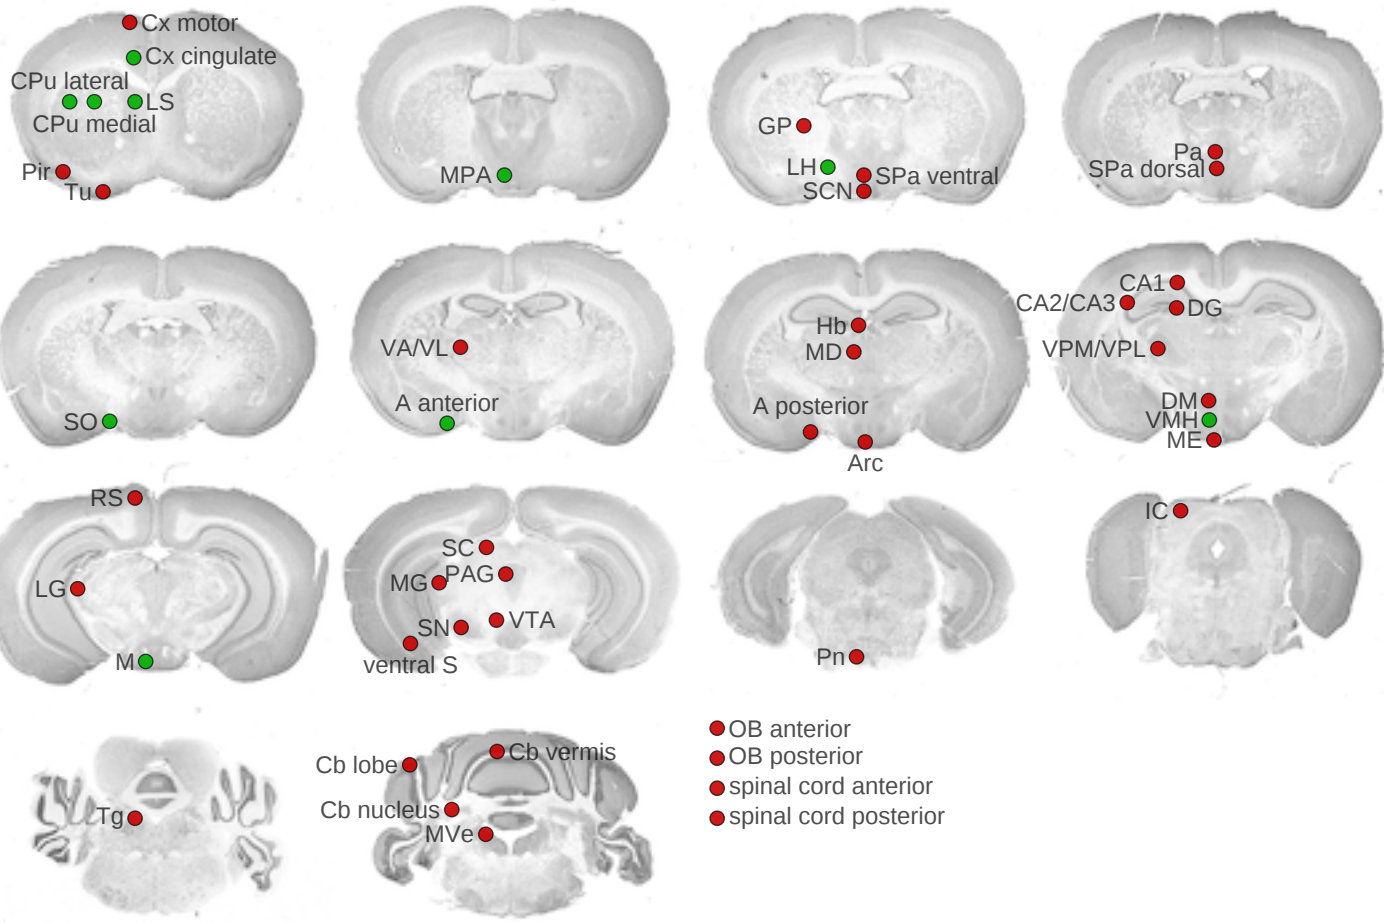 Cx motor
Cx cingulate
CPu lateral
LS
CPu medial
Pir
Tu
MPA
GP
LH
SPa ventral
SCN
Pa
SPa dorsal
SO
VA/VL
A anterior
Hb
MD
A posterior
Arc
CA1
CA2/CA3
DG
VPM/VPL
DM
VMH
ME
RS
LG
M
SC
MG
PAG
SN
VTA
ventral S
Pn
IC
Tg
Cb lobe
Cb vermis
Cb nucleus
MVe
OB anterior
OB posterior
spinal cord anterior
spinal cord posterior